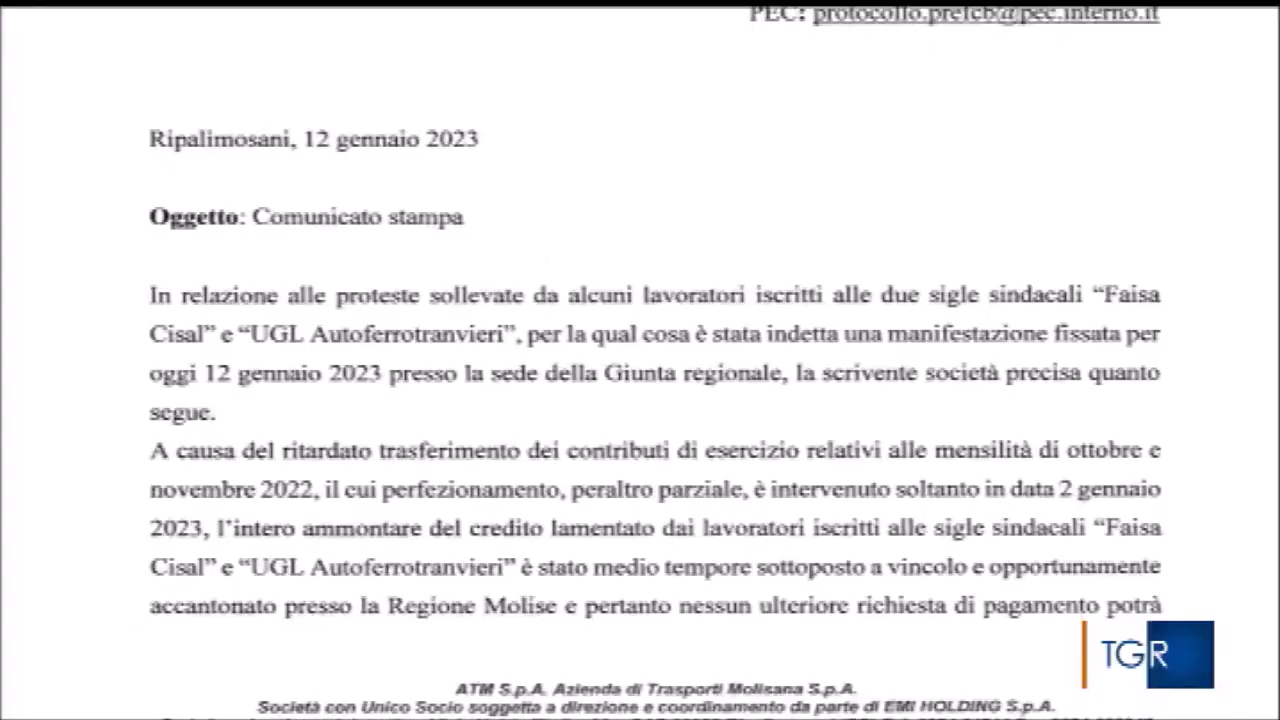 PEC: protocollo.prefcb@pec.interno.it
Ripalimosani, 12 gennaio 2023
Oggetto: Comunicato stampa
In relazione alle proteste sollevate da alcuni lavoratori iscritti alle due sigle sindacali “Faisa
Cisal” e “UGL Autoferrotranvieri”, per la qual cosa è stata indetta una manifestazione fissata per
oggi 12 gennaio 2023 presso la sede della Giunta regionale, la scrivente società precisa quanto
segue.
A causa del ritardato trasferimento dei contributi di esercizio relativi alle mensilità di ottobre e
novembre 2022, il cui perfezionamento, peraltro parziale, è intervenuto soltanto in data 2 gennaio
2023, l’intero ammontare del credito lamentato dai lavoratori iscritti alle sigle sindacali “Faisa
Cisal” e “UGL Autoferrotranvieri” è stato medio tempore sottoposto a vincolo e opportunamente
accantonato presso la Regione Molise e pertanto nessun ulteriore richiesta di pagamento potrà
TGR
ATM S.p.A. Azienda di Trasporti Molisana S.p.A.
Società con Unico Socio soggetta a direzione e coordinamento da parte di EMI HOLDING S.p.A.